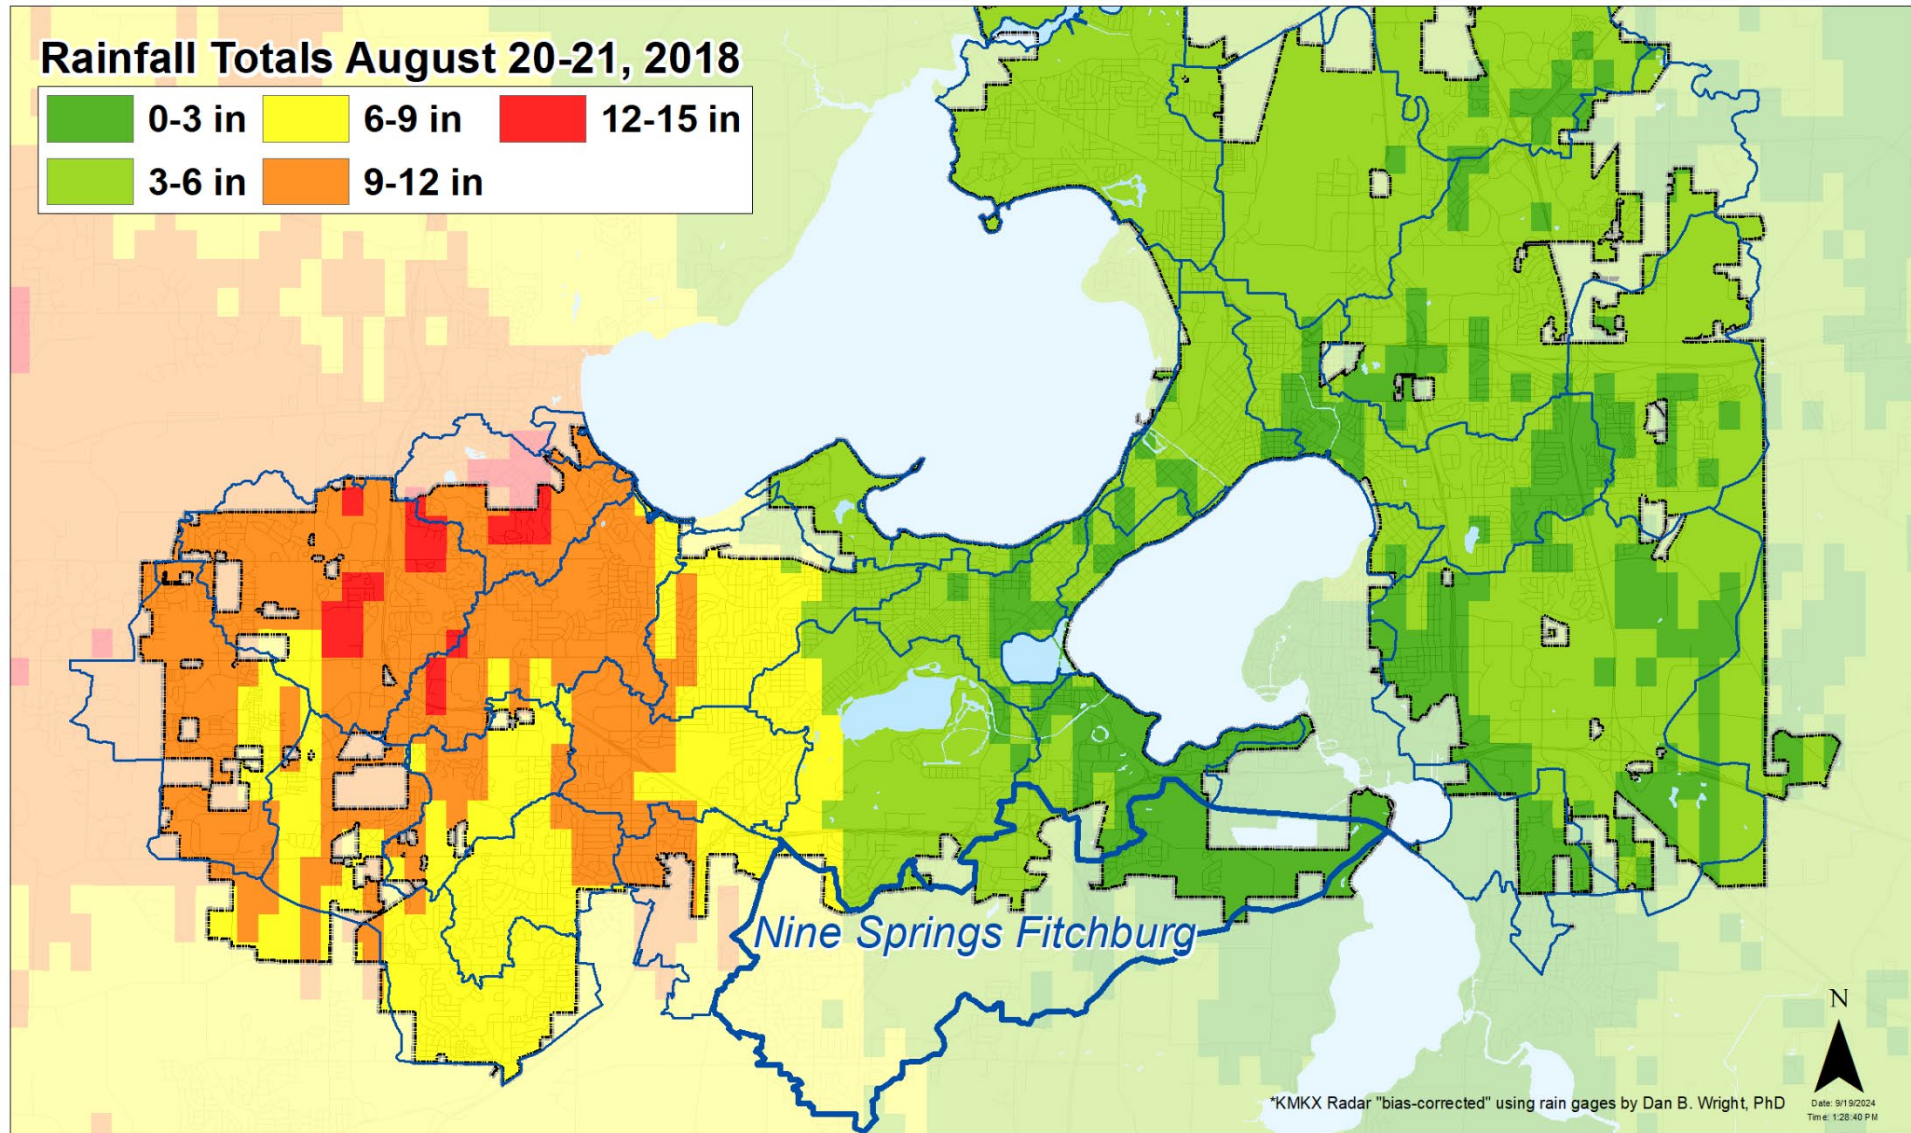 Rainfall Totals August 20-21, 2018
0-3 in 6-9 in 12-15 in
3-6 in 9-12 in
Nine Springs Fitchburg
N
*KMKX Radar "bias-corrected" using rain gages by Dan B. Wright, PhD
Date: 9/19/2024
Time: 1:28:40 PM